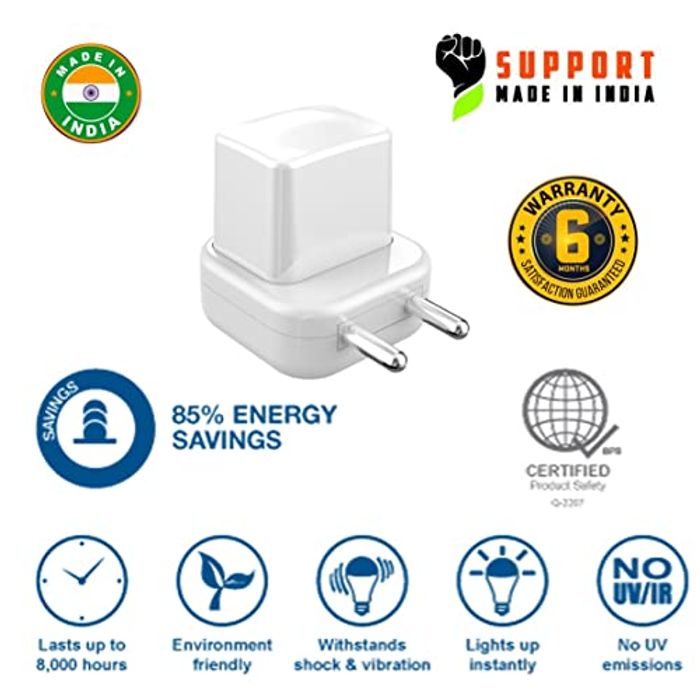 MADE IN
INDIA
SUPPORT
MADE IN INDIA
WARRANTY
6
MONTHS
SATISFACTION GUARANTEED
SAVINGS
85% ENERGY
SAVINGS
BPS
CERTIFIED
Product Safety
Q-2207
NO
UV/IR
Lasts up to
8,000 hours
Environment
friendly
Withstands
shock & vibration
Lights up
instantly
No UV
emissions